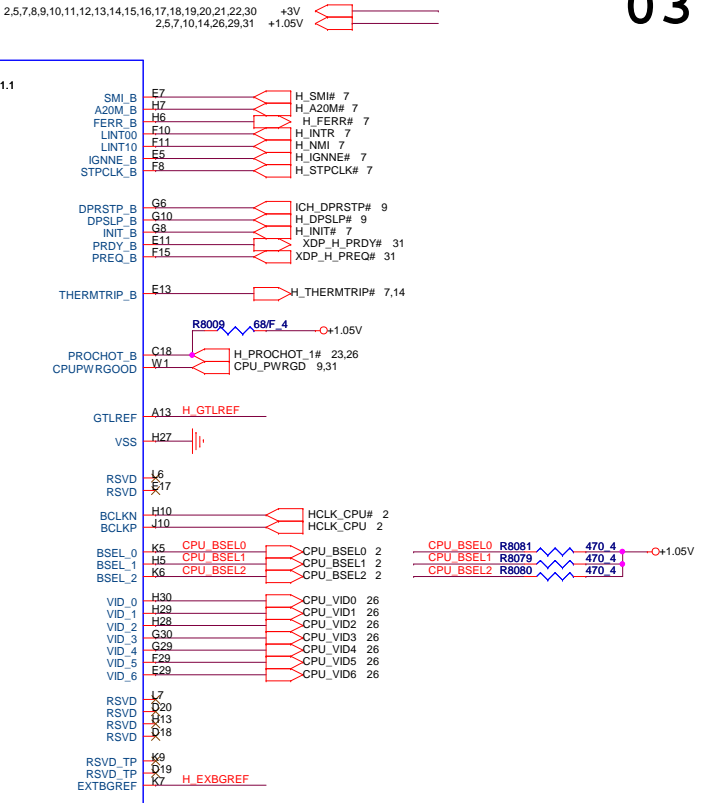 03
2,5,7,8,9,10,11,12,13,14,15,16,17,18,19,20,21,22,30 +3V
2,5,7,10,14,26,29,31 +1.05V
1.1
SMI_B E7 H_SMI# 7
A20M_B H7 H_A20M# 7
FERR_B H6 H_FERR# 7
LINT00 F10 H_INTR 7
LINT10 F11 H_NMI 7
IGNNE_B E5 H_IGNNE# 7
STPCLK_B F8 H_STPCLK# 7
DPRSTP_B G6 ICH_DPRSTP# 9
DPSLP_B G10 H_DPSLP# 9
INIT_B G8 H_INIT# 7
PRDY_B E11 XDP_H_PRDY# 31
PREQ_B F15 XDP_H_PREQ# 31
THERMTRIP_B E13 H_THERMTRIP# 7,14
R8009 68/F_4 +1.05V
PROCHOT_B C18 H_PROCHOT_1# 23,26
CPUPWRGOOD W1 CPU_PWRGD 9,31
GTLREF A13 H_GTLREF
VSS H27
RSVD L6
RSVD E17
BCLKN H10 HCLK_CPU# 2
BCLKP J10 HCLK_CPU 2
BSEL_0 K5 CPU_BSEL0 CPU_BSEL0 2 CPU_BSEL0 R8081 470_4 +1.05V
BSEL_1 H5 CPU_BSEL1 CPU_BSEL1 2 CPU_BSEL1 R8079 470_4
BSEL_2 K6 CPU_BSEL2 CPU_BSEL2 2 CPU_BSEL2 R8080 470_4
VID_0 H30 CPU_VID0 26
VID_1 H29 CPU_VID1 26
VID_2 H28 CPU_VID2 26
VID_3 G30 CPU_VID3 26
VID_4 G29 CPU_VID4 26
VID_5 F29 CPU_VID5 26
VID_6 E29 CPU_VID6 26
RSVD L7
RSVD D20
RSVD H13
RSVD D18
RSVD_TP K9
RSVD_TP D19
EXTBGREF K7 H_EXBGREF